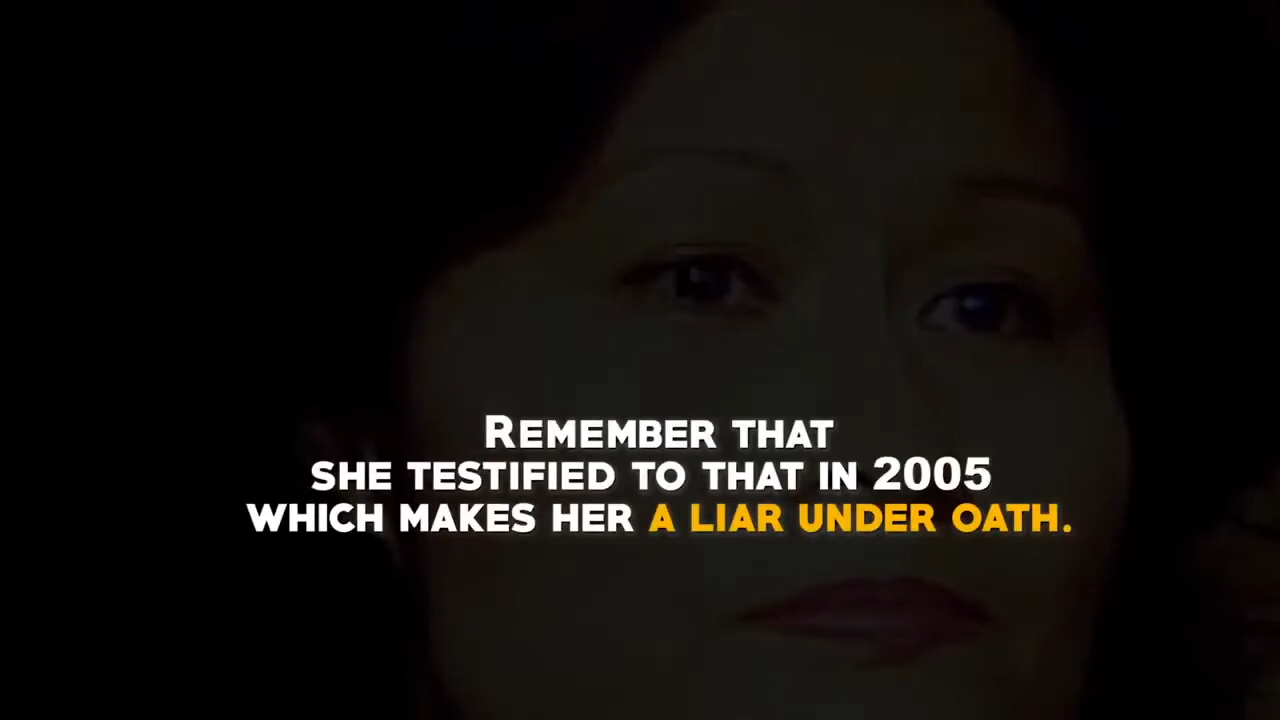 Remember that
she testified to that in 2005
which makes her a liar under oath.